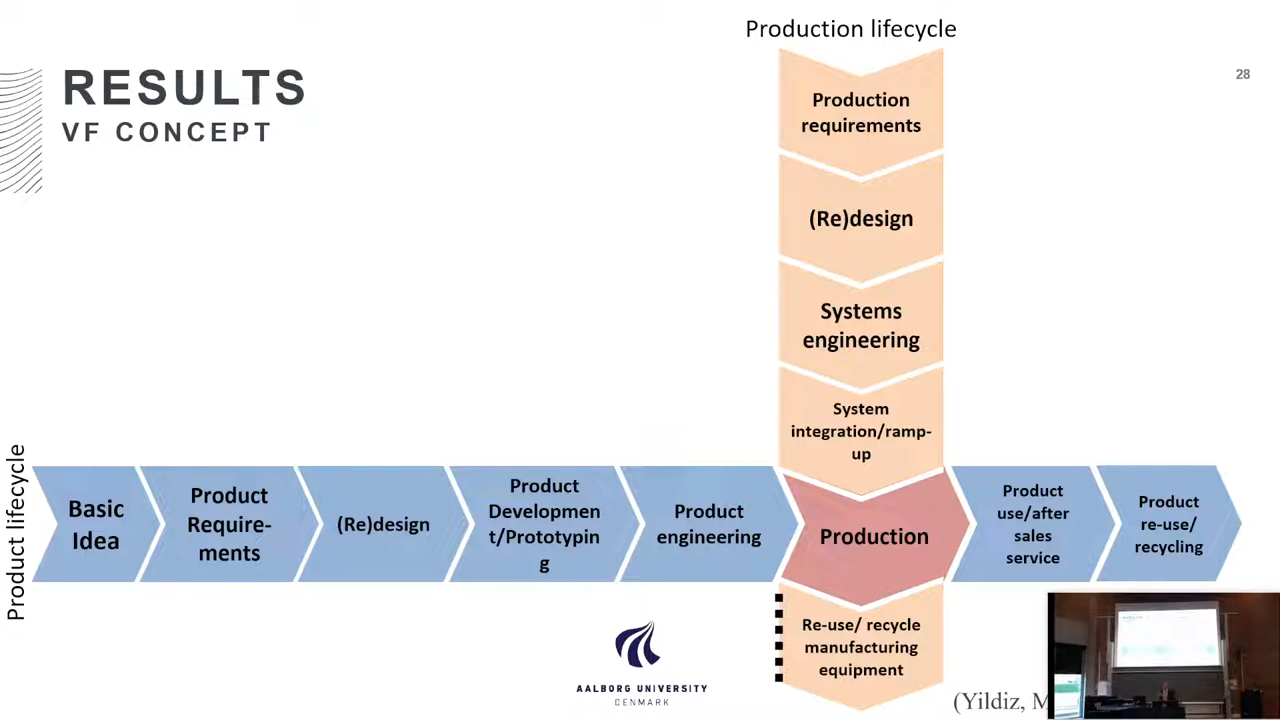 Production lifecycle
RESULTS
VF CONCEPT
28
Production
requirements
(Re)design
Systems
engineering
System
integration/ramp-
up
Product lifecycle
Basic
Idea
Product
Require-
ments
(Re)design
Product
Developmen
t/Prototypin
g
Product
engineering
Production
Product
use/after
sales
service
Product
re-use/
recycling
Re-use/ recycle
manufacturing
equipment
AALBORG UNIVERSITY
DENMARK
(Yildiz,